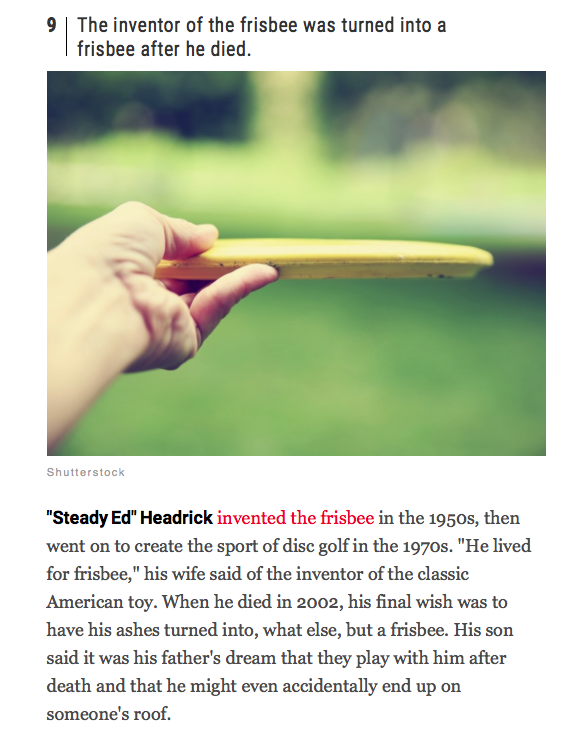 9 The inventor of the frisbee was turned into a
frisbee after he died.
Shutterstock
"Steady Ed" Headrick invented the frisbee in the 1950s, then
went on to create the sport of disc golf in the 1970s. "He lived
for frisbee," his wife said of the inventor of the classic
American toy. When he died in 2002, his final wish was to
have his ashes turned into, what else, but a frisbee. His son
said it was his father's dream that they play with him after
death and that he might even accidentally end up on
someone's roof.